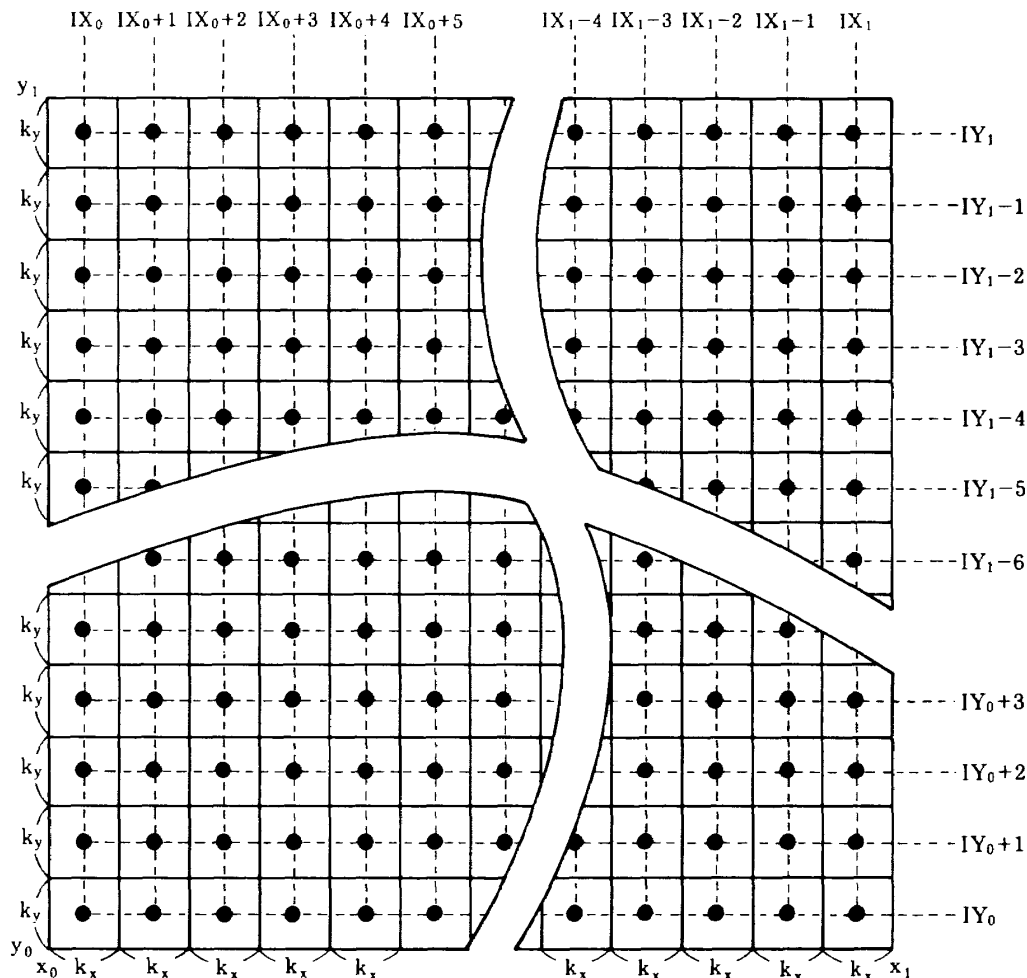 IX₀ IX₀+1 IX₀+2 IX₀+3 IX₀+4 IX₀+5 IX₁−4 IX₁−3 IX₁−2 IX₁−1 IX₁
y₁
k_y IY₁
k_y IY₁−1
k_y IY₁−2
k_y IY₁−3
k_y IY₁−4
k_y IY₁−5
IY₁−6
k_y
k_y IY₀+3
k_y IY₀+2
k_y IY₀+1
k_y IY₀
y₀
x₀ k_x k_x k_x k_x k_x k_x k_x k_x k_x k_x x₁